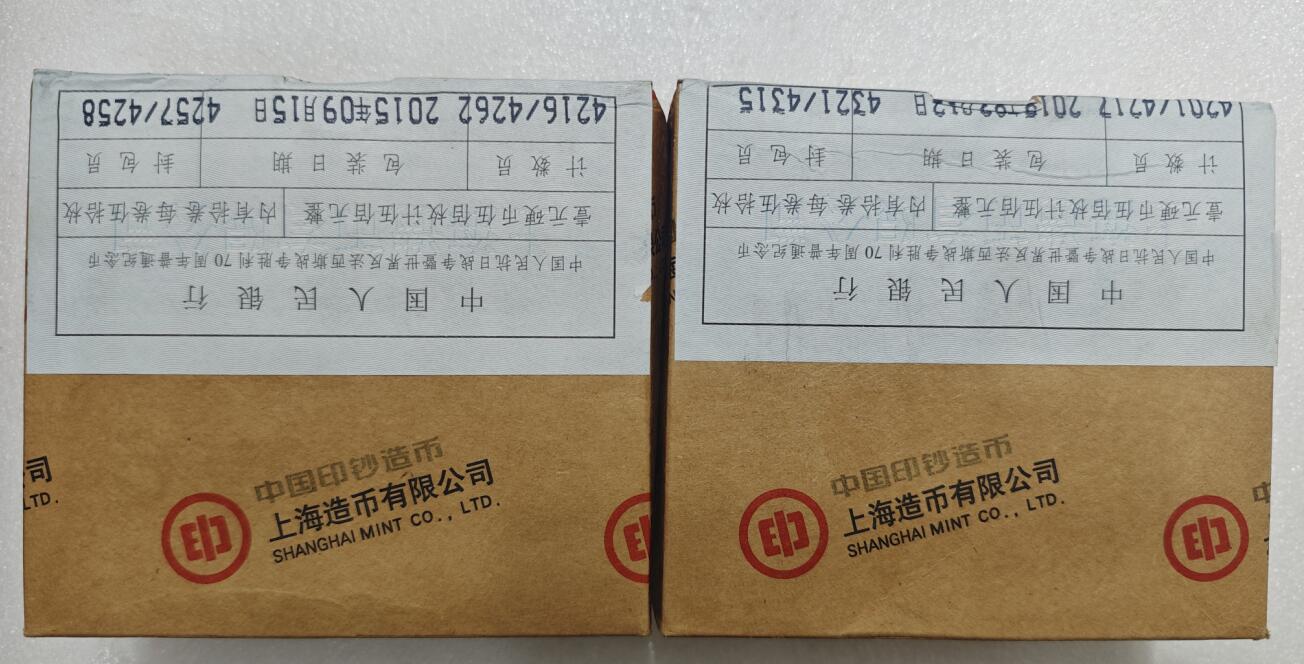 中国人民银行
中国人民抗日战争暨世界反法西斯战争胜利70周年普通纪念币
壹元硬币伍佰枚计伍佰元整 内有拾卷每卷伍拾枚
计数员 包装日期 封包员
4216/4262 2015年09月15日 4257/4258
中国人民银行
中国人民抗日战争暨世界反法西斯战争胜利70周年普通纪念币
壹元硬币伍佰枚计伍佰元整 内有拾卷每卷伍拾枚
计数员 包装日期 封包员
4201/4217 日 4321/4315
司
LTD.
中国印钞造币
上海造币有限公司
SHANGHAI MINT CO., LTD.
中国印钞造币
上海造币有限公司
SHANGHAI MINT CO., LTD.